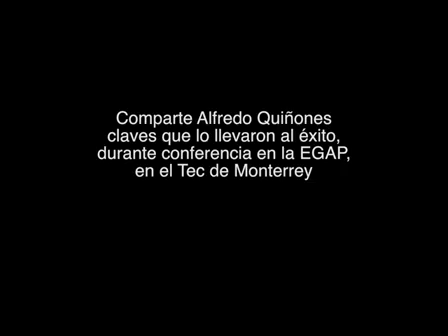 Comparte Alfredo Quiñones
claves que lo llevaron al éxito,
durante conferencia en la EGAP,
en el Tec de Monterrey